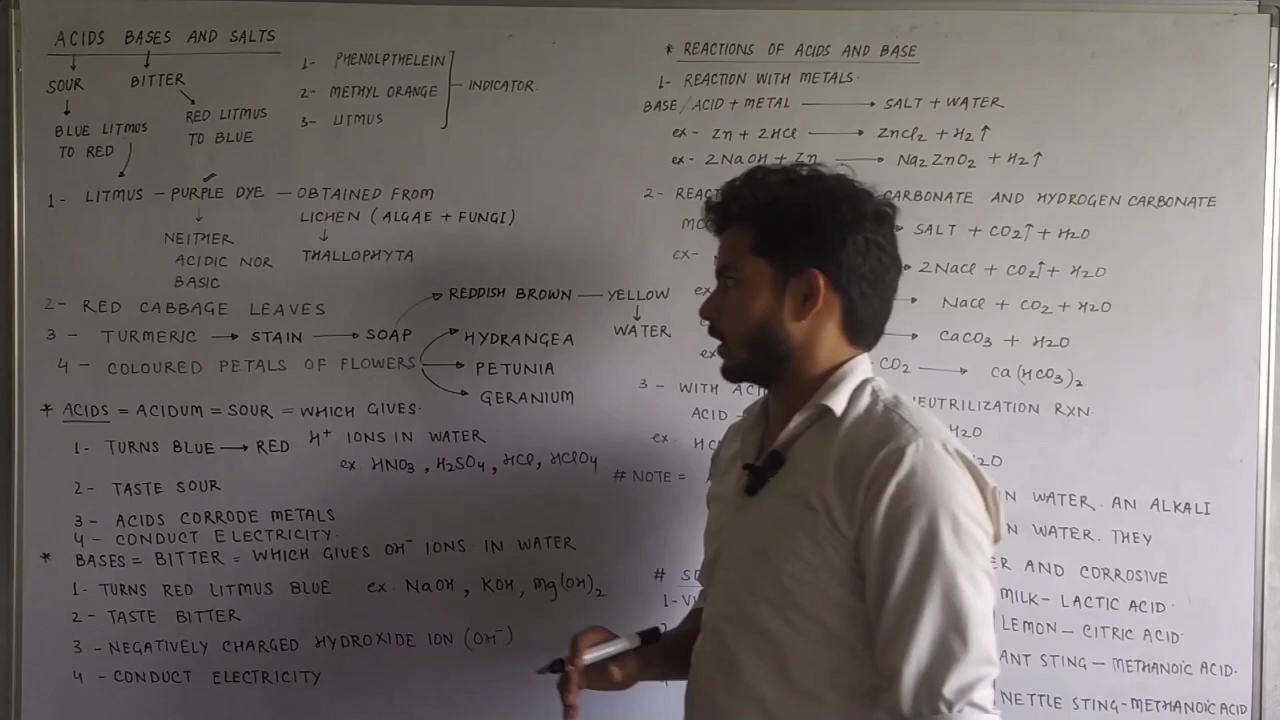 ACIDS BASES AND SALTS
SOUR
BITTER
BLUE LITMUS
TO RED
RED LITMUS
TO BLUE
1- PHENOLPTHELEIN
2- METHYL ORANGE
3- LITMUS
INDICATOR.
1- LITMUS – PURPLE DYE – OBTAINED FROM
LICHEN (ALGAE + FUNGI)
THALLOPHYTA
NEITHER
ACIDIC NOR
BASIC
2- RED CABBAGE LEAVES
3 - TURMERIC → STAIN → SOAP
REDDISH BROWN — YELLOW
WATER
4 - COLOURED PETALS OF FLOWERS
HYDRANGEA
PETUNIA
GERANIUM
* ACIDS = ACIDUM = SOUR = WHICH GIVES.
H⁺ IONS IN WATER
1- TURNS BLUE → RED
ex HNO₃, H₂SO₄, HCl, HClO₄
2- TASTE SOUR
3 - ACIDS CORRODE METALS
4 - CONDUCT ELECTRICITY.
* BASES = BITTER = WHICH GIVES OH⁻ IONS IN WATER
1- TURNS RED LITMUS BLUE ex NaOH, KOH, Mg(OH)₂
2- TASTE BITTER
3 - NEGATIVELY CHARGED HYDROXIDE ION (OH⁻)
4 - CONDUCT ELECTRICITY
* REACTIONS OF ACIDS AND BASE
1- REACTION WITH METALS.
BASE/ACID + METAL → SALT + WATER
ex - Zn + 2HCl → ZnCl₂ + H₂↑
ex - 2NaOH + Zn → Na₂ZnO₂ + H₂↑
2- CARBONATE AND HYDROGEN CARBONATE
SALT + CO₂↑ + H₂O
ex- 2NaCl + CO₂↑ + H₂O
ex NaCl + CO₂ + H₂O
CaCO₃ + H₂O
ex CO₂ → Ca(HCO₃)₂
3 - WITH NEUTRILIZATION RXN.
ACID
ex. H₂O
# NOTE =
WATER. AN ALKALI
WATER. THEY
AND CORROSIVE
#
1-
MILK- LACTIC ACID.
LEMON – CITRIC ACID.
STING – METHANOIC ACID.
NETTLE STING-METHANOIC ACID